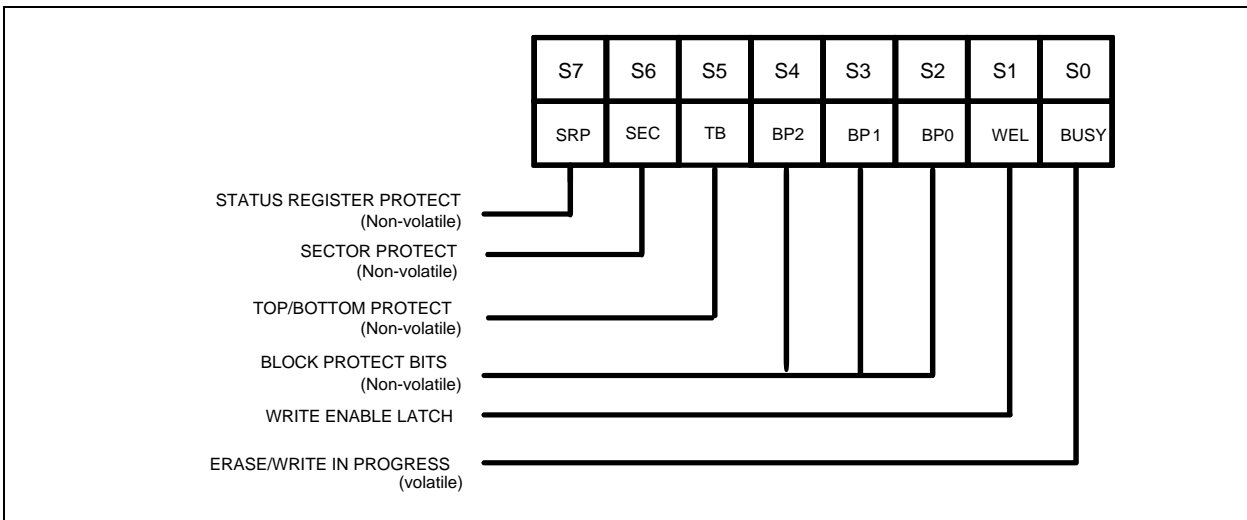 S7 S6 S5 S4 S3 S2 S1 S0
SRP SEC TB BP2 BP1 BP0 WEL BUSY
STATUS REGISTER PROTECT
(Non-volatile)
SECTOR PROTECT
(Non-volatile)
TOP/BOTTOM PROTECT
(Non-volatile)
BLOCK PROTECT BITS
(Non-volatile)
WRITE ENABLE LATCH
ERASE/WRITE IN PROGRESS
(volatile)